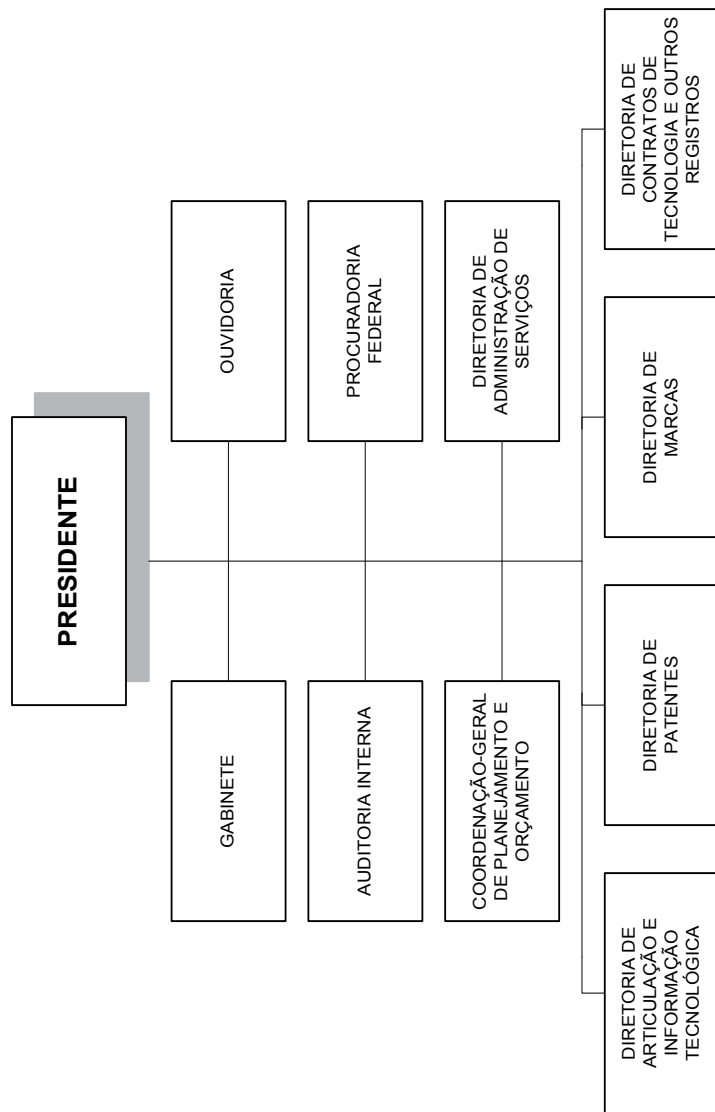 PRESIDENTE
GABINETE
OUVIDORIA
AUDITORIA INTERNA
PROCURADORIA
FEDERAL
COORDENAÇÃO-GERAL
DE PLANEJAMENTO E
ORÇAMENTO
DIRETORIA DE
ADMINISTRAÇÃO DE
SERVIÇOS
DIRETORIA DE
ARTICULAÇÃO E
INFORMAÇÃO
TECNOLÓGICA
DIRETORIA DE
PATENTES
DIRETORIA DE
MARCAS
DIRETORIA DE
CONTRATOS DE
TECNOLOGIA E OUTROS
REGISTROS